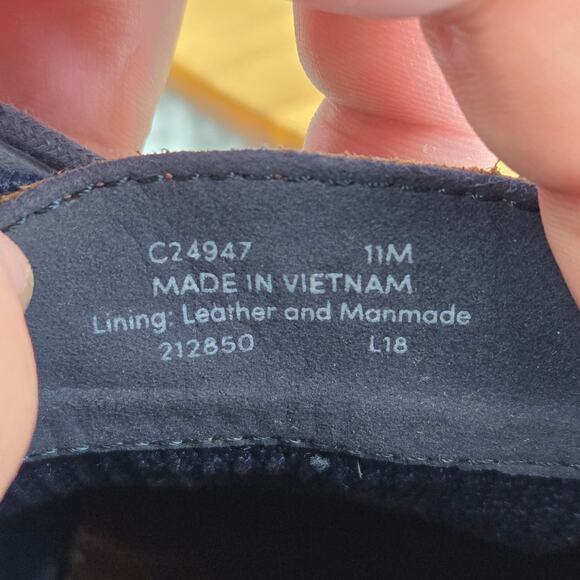 C24947 11M
MADE IN VIETNAM
Lining: Leather and Manmade
212850 L18